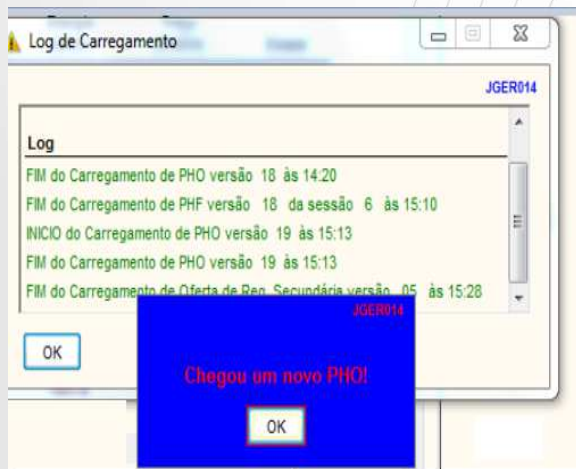 Log de Carregamento
JGER014
Log
FIM do Carregamento de PHO versão 18 às 14:20
FIM do Carregamento de PHF versão 18 da sessão 6 às 15:10
INICIO do Carregamento de PHO versão 19 às 15:13
FIM do Carregamento de PHO versão 19 às 15:13
FIM do Carregamento de Oferta de Reg. Secundária versão 05 às 15:28
JGER014
OK
Chegou um novo PHO!
OK